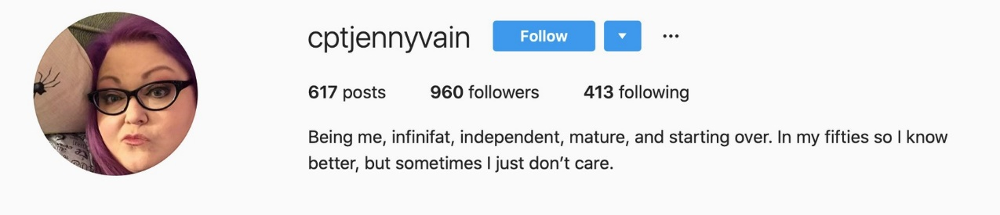 cptjennyvain Follow
617 posts 960 followers 413 following
Being me, infinifat, independent, mature, and starting over. In my fifties so I know
better, but sometimes I just don’t care.